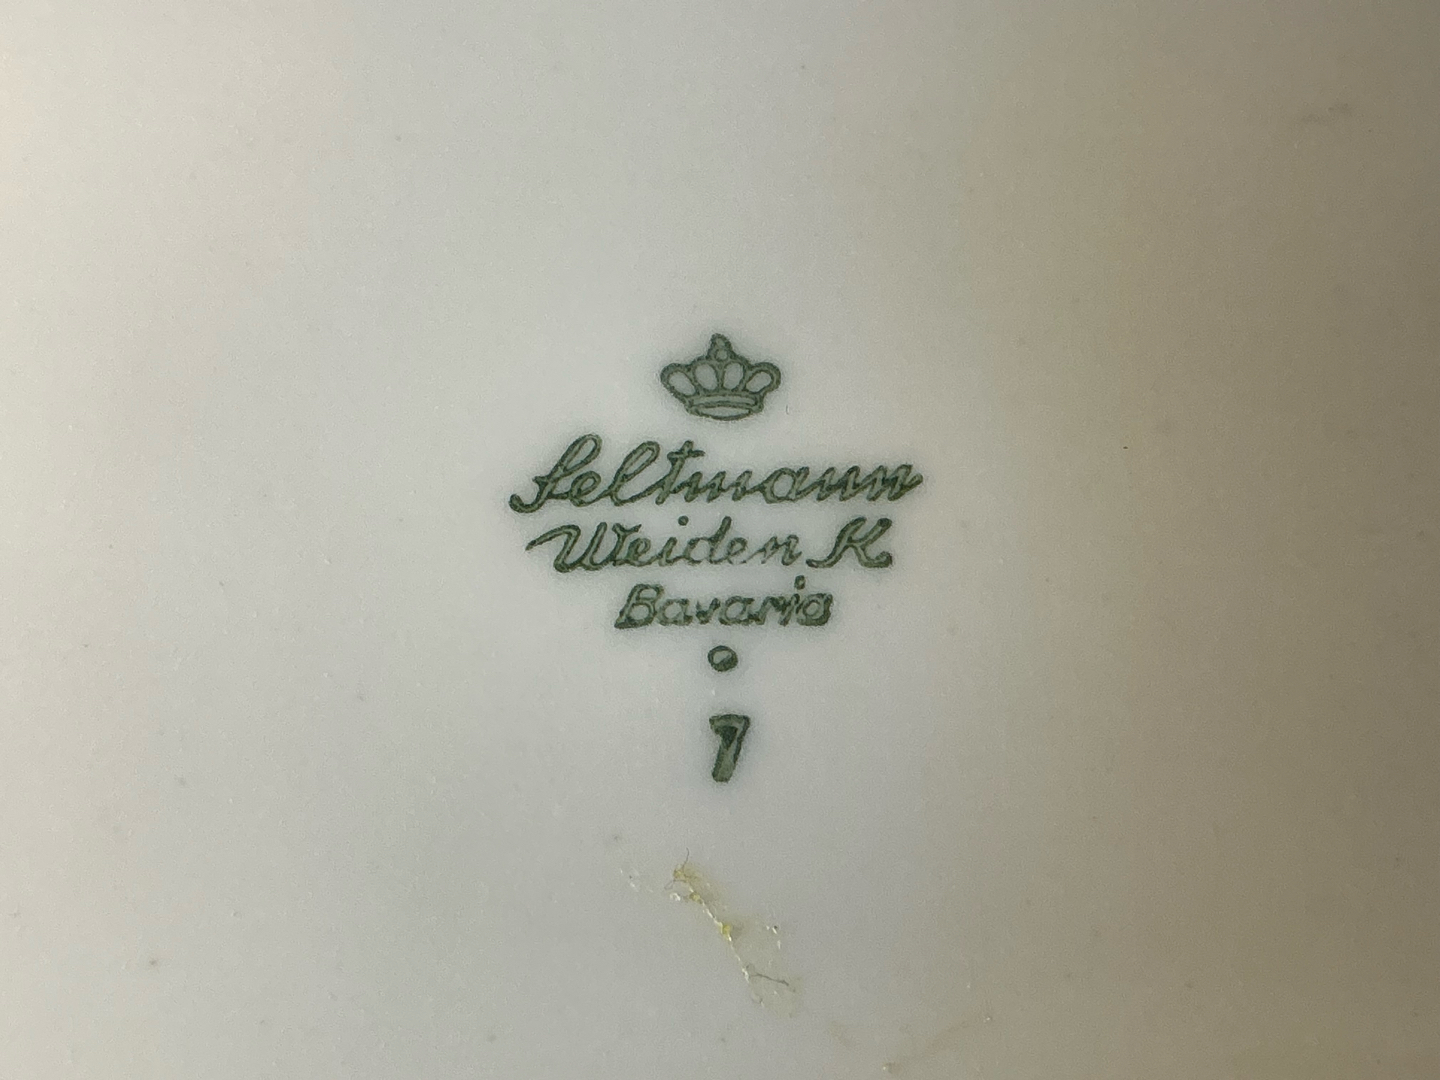 Seltmann
Weiden K
Bavaria
7